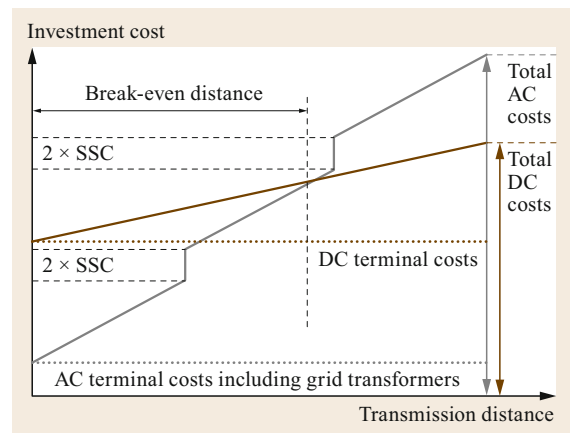 Investment cost
Total
AC
costs
Break-even distance
2 × SSC
Total
DC
costs
DC terminal costs
2 × SSC
AC terminal costs including grid transformers
Transmission distance